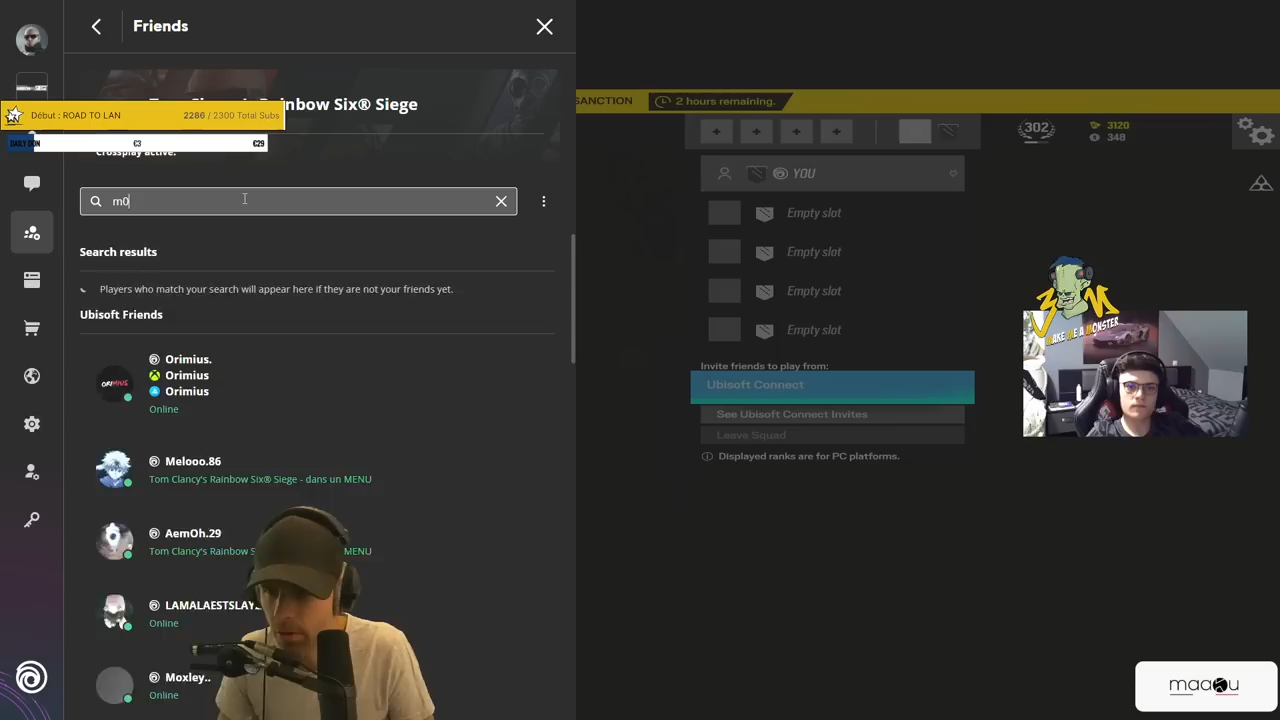 Friends
Rainbow Six® Siege
Début : ROAD TO LAN
2286 / 2300 Total Subs
DAILY DON
€3
€29
Crossplay active.
m0
Search results
Players who match your search will appear here if they are not your friends yet.
Ubisoft Friends
ORIMIUS
Orimius.
Orimius
Orimius
Online
Melooo.86
Tom Clancy's Rainbow Six® Siege - dans un MENU
AemOh.29
Tom Clancy's Rainbow MENU
Online
Moxley..
Online
SANCTION
2 hours remaining.
302
3120
348
YOU
Empty slot
Empty slot
Empty slot
Empty slot
Invite friends to play from:
Ubisoft Connect
See Ubisoft Connect Invites
Leave Squad
Displayed ranks are for PC platforms.
MAKE ME A MONSTER